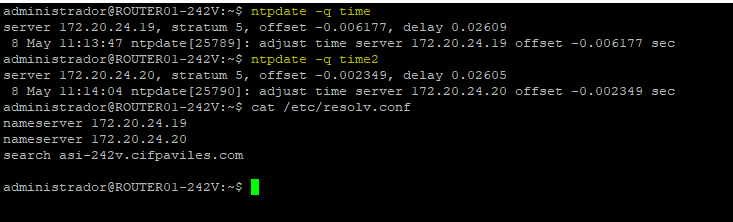 administrador@ROUTER01-242V:~$ ntpdate -q time
server 172.20.24.19, stratum 5, offset -0.006177, delay 0.02609
 8 May 11:13:47 ntpdate[25789]: adjust time server 172.20.24.19 offset -0.006177 sec
administrador@ROUTER01-242V:~$ ntpdate -q time2
server 172.20.24.20, stratum 5, offset -0.002349, delay 0.02605
 8 May 11:14:04 ntpdate[25790]: adjust time server 172.20.24.20 offset -0.002349 sec
administrador@ROUTER01-242V:~$ cat /etc/resolv.conf
nameserver 172.20.24.19
nameserver 172.20.24.20
search asi-242v.cifpaviles.com

administrador@ROUTER01-242V:~$